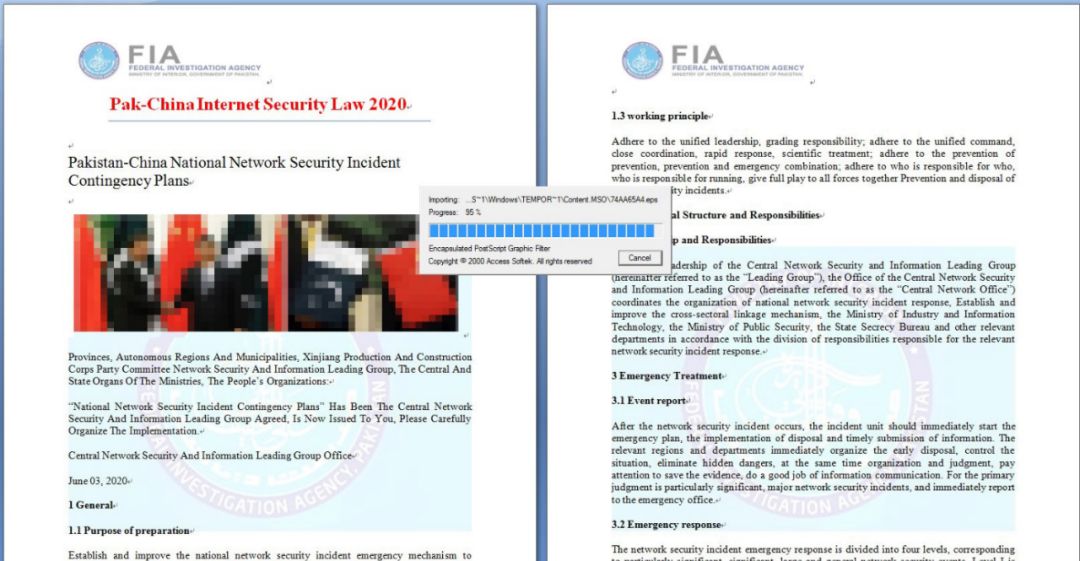 FIA
FEDERAL INVESTIGATION AGENCY
MINISTRY OF INTERIOR, GOVERNMENT OF PAKISTAN
Pak-China Internet Security Law 2020
Pakistan-China National Network Security Incident
Contingency Plans
Provinces, Autonomous Regions And Municipalities, Xinjiang Production And Construction
Corps Party Committee Network Security And Information Leading Group, The Central And
State Organs Of The Ministries, The People's Organizations:
“National Network Security Incident Contingency Plans” Has Been The Central Network
Security And Information Leading Group Agreed, Is Now Issued To You, Please Carefully
Organize The Implementation.
Central Network Security And Information Leading Group Office
June 03, 2020
1 General
1.1 Purpose of preparation
Establish and improve the national network security incident emergency mechanism to
Importing: ...S~1\Windows\TEMPOR~1\Content.MSO\74AA65A4.eps
Progress: 95 %
Encapsulated PostScript Graphic Filter
Copyright © 2000 Access Softek. All rights reserved
Cancel
FIA
FEDERAL INVESTIGATION AGENCY
MINISTRY OF INTERIOR, GOVERNMENT OF PAKISTAN
1.3 working principle
Adhere to the unified leadership, grading responsibility; adhere to the unified command,
close coordination, rapid response, scientific treatment; adhere to the prevention of
prevention, prevention and emergency combination; adhere to who is responsible for who,
who is responsible for running, give full play to all forces together Prevention and disposal of
incidents.
Structure and Responsibilities
and Responsibilities
of the Central Network Security and Information Leading Group
(hereinafter referred to as the “Leading Group”), the Office of the Central Network Security
and Information Leading Group (hereinafter referred to as the “Central Network Office”)
coordinates the organization of national network security incident response, Establish and
improve the cross-sectoral linkage mechanism, the Ministry of Industry and Information
Technology, the Ministry of Public Security, the State Secrecy Bureau and other relevant
departments in accordance with the division of responsibilities responsible for the relevant
network security incident response.
3 Emergency Treatment
3.1 Event report
After the network security incident occurs, the incident unit should immediately start the
emergency plan, the implementation of disposal and timely submission of information. The
relevant regions and departments immediately organize the early disposal, control the
situation, eliminate hidden dangers, at the same time organization and judgment, pay
attention to save the evidence, do a good job of information communication. For the primary
judgment is particularly significant, major network security incidents, and immediately report
to the emergency office.
3.2 Emergency response
The network security incident emergency response is divided into four levels, corresponding